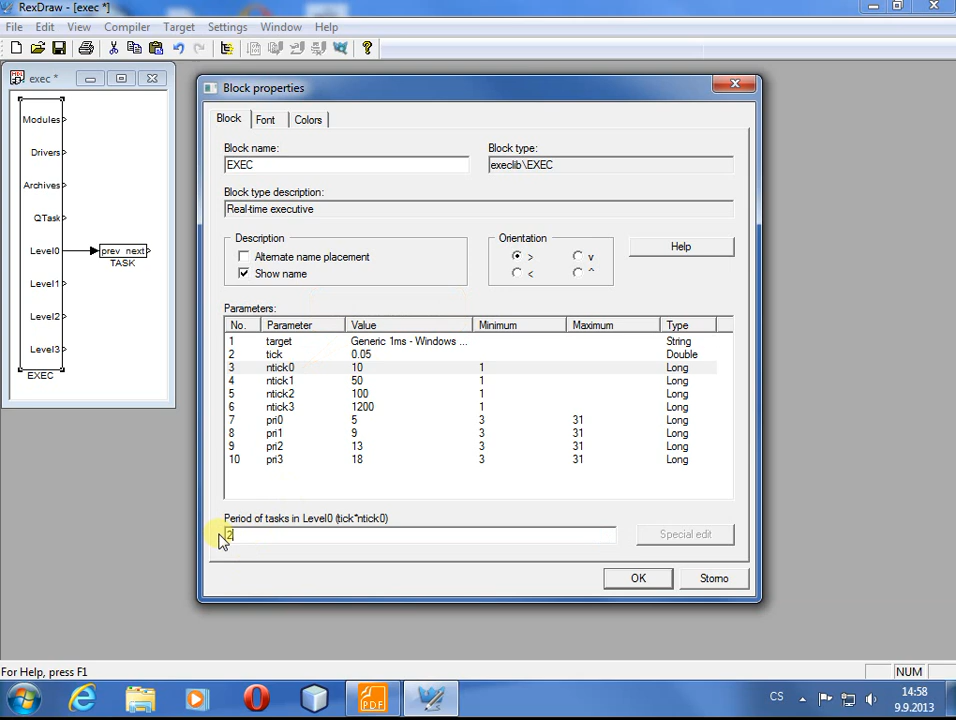 RexDraw - [exec *]
File Edit View Compiler Target Settings Window Help
exec *
Modules
Drivers
Archives
QTask
Level0
prev next
TASK
Level1
Level2
Level3
EXEC
Block properties
Block Font Colors
Block name: Block type:
EXEC execlib\EXEC
Block type description:
Real-time executive
Description Orientation
Alternate name placement > v Help
Show name < ^
Parameters:
No. Parameter Value Minimum Maximum Type
1 target Generic 1ms - Windows ... String
2 tick 0.05 Double
3 ntick0 10 1 Long
4 ntick1 50 1 Long
5 ntick2 100 1 Long
6 ntick3 1200 1 Long
7 pri0 5 3 31 Long
8 pri1 9 3 31 Long
9 pri2 13 3 31 Long
10 pri3 18 3 31 Long
Period of tasks in Level0 (tick*ntick0)
2 Special edit
OK Storno
For Help, press F1 NUM
PDF CS 14:58
9.9.2013